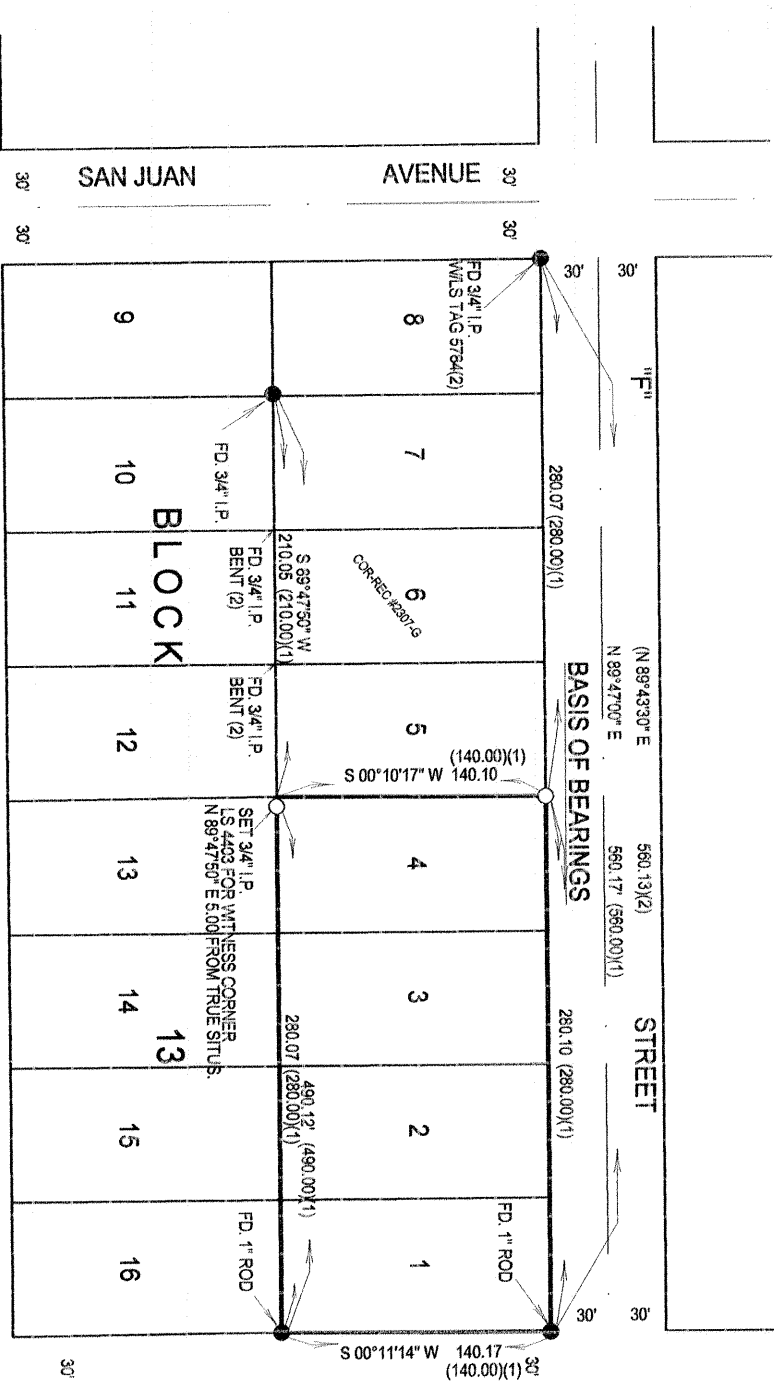 SAN JUAN
AVENUE
30'
30'
30'
30'
30'
30'
"F"
STREET
FD 3/4" I.P.
W/LS TAG 5784(2)
280.07 (280.00)(1)
(N 89°43'30" E 560.13)(2)
N 89°47'00" E 560.17' (560.00)(1)
BASIS OF BEARINGS
280.10 (280.00)(1)
8
7
6
COR-REC #2307-G
5
4
3
2
1
(140.00)(1)
S 00°10'17" W 140.10
FD. 3/4" I.P.
S 89°47'50" W
210.05 (210.00)(1)
FD. 3/4" I.P.
BENT (2)
FD. 3/4" I.P.
BENT (2)
SET 3/4" I.P.
LS 4403 FOR WITNESS CORNER
N 89°47'50" E 5.00 FROM TRUE SITUS.
490.12' (490.00)(1)
280.07 (280.00)(1)
FD. 1" ROD
FD. 1" ROD
9
10
11
12
13
14
15
16
BLOCK 13
S 00°11'14" W 140.17
(140.00)(1)
30'
30'
30'
30'